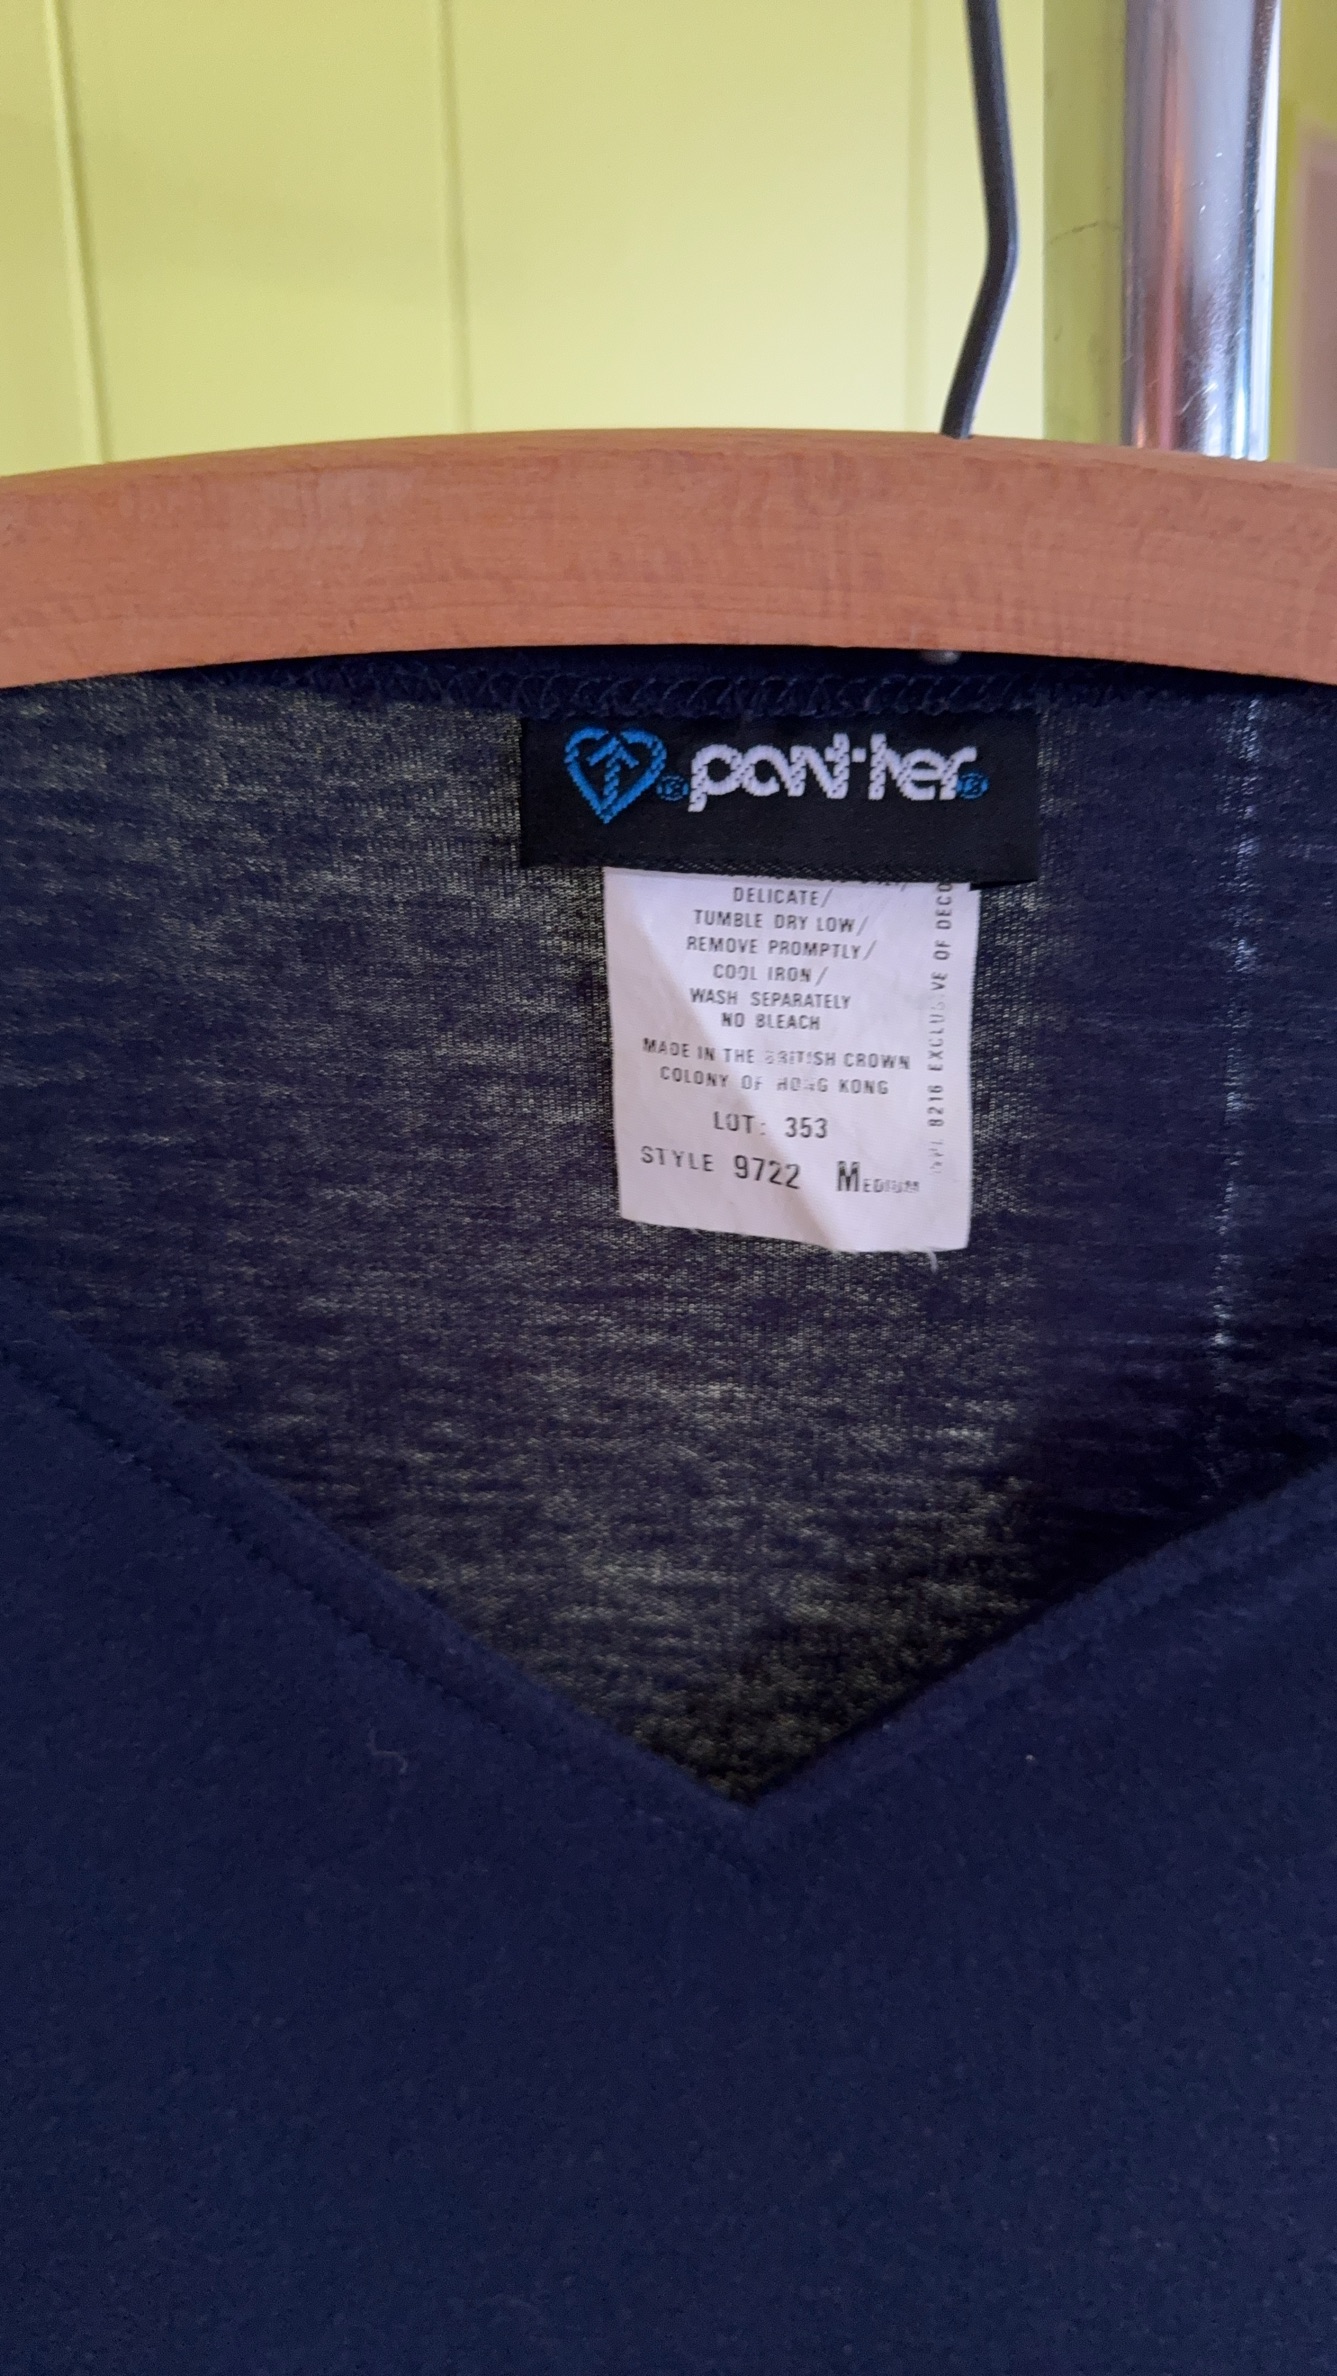 pant·her
DELICATE/
TUMBLE DRY LOW/
REMOVE PROMPTLY/
COOL IRON/
WASH SEPARATELY
NO BLEACH
MADE IN THE BRITISH CROWN
COLONY OF HONG KONG
LOT: 353
STYLE 9722 MEDIUM
8216 EXCLUSIVE OF DECO